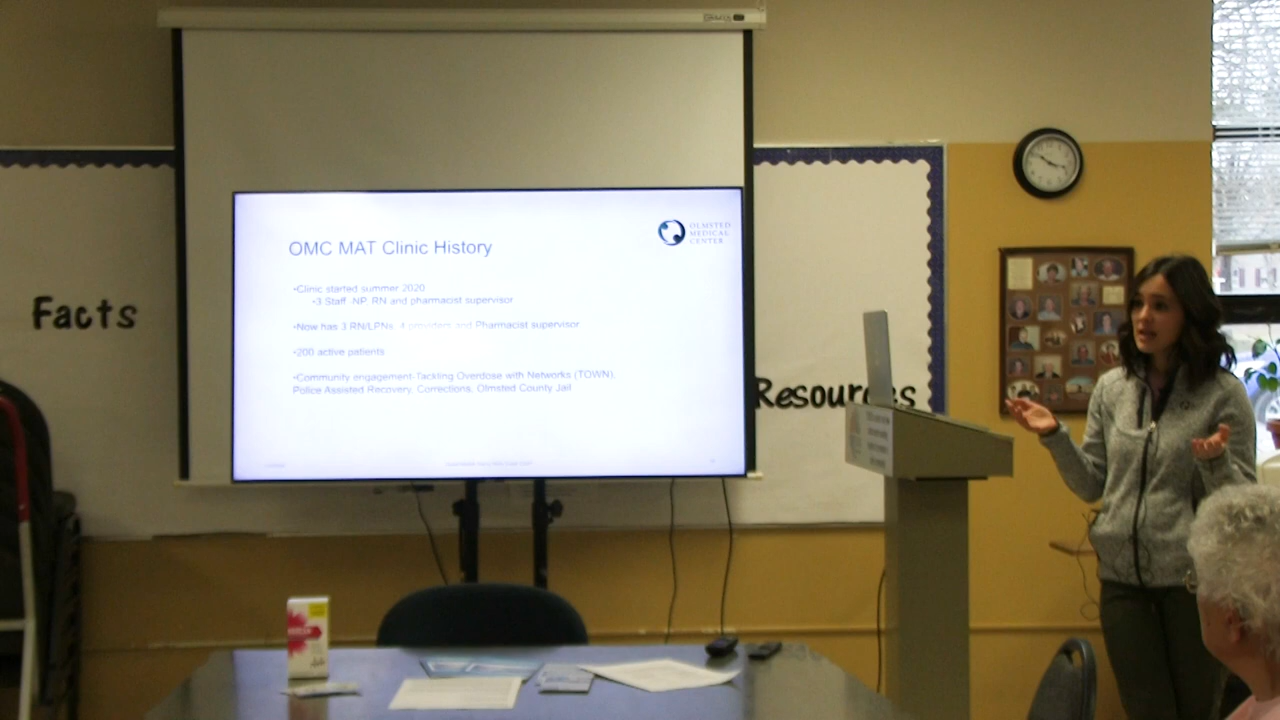 OLMSTED
MEDICAL
CENTER
OMC MAT Clinic History
•Clinic started summer 2020
•3 Staff -NP, RN and pharmacist supervisor
•Now has 3 RN/LPNs, 4 providers and Pharmacist supervisor
•200 active patients
•Community engagement-Tackling Overdose with Networks (TOWN),
Police Assisted Recovery, Corrections, Olmsted County Jail
Facts
Resources